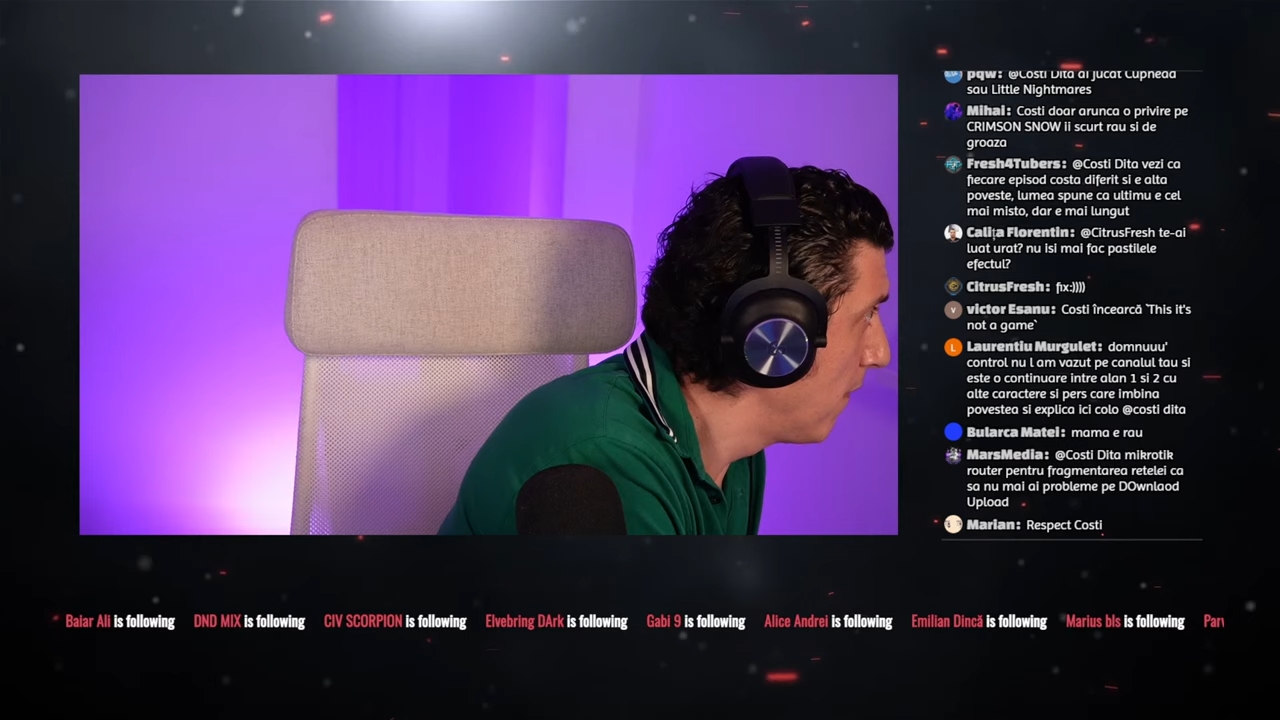 pqw: @Costi Dita ai jucat Cuphead
sau Little Nightmares
Mihai: Costi doar arunca o privire pe
CRIMSON SNOW ii scurt rau si de
groaza
Fresh4Tubers: @Costi Dita vezi ca
fiecare episod costa diferit si e alta
poveste, lumea spune ca ultimu e cel
mai misto, dar e mai lungut
Calița Florentin: @CitrusFresh te-ai
luat urat? nu isi mai fac pastilele
efectul?
CitrusFresh: fix:))))
V
victor Esanu: Costi încearcă `This it's
not a game`
L
Laurentiu Murgulet: domnuuu'
control nu l am vazut pe canalul tau si
este o continuare intre alan 1 si 2 cu
alte caractere si pers care imbina
povestea si explica ici colo @costi dita
Bularca Matei: mama e rau
MarsMedia: @Costi Dita mikrotik
router pentru fragmentarea retelei ca
sa nu mai ai probleme pe DOwnlaod
Upload
Marian: Respect Costi
Baiar Ali is following DND MIX is following CIV SCORPION is following Elvebring DArk is following Gabi 9 is following Alice Andrei is following Emilian Dincă is following Marius bls is following